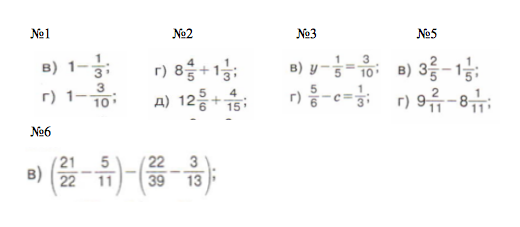 №1 №2 №3 №5
в) 1 − 1/3; г) 8 4/5 + 1 1/3; в) y − 1/5 = 3/10; в) 3 2/5 − 1 1/5;
г) 1 − 3/10; д) 12 5/6 + 4/15; г) 5/6 − c = 1/3; г) 9 2/11 − 8 1/11;
№6
в) (21/22 − 5/11) − (22/39 − 3/13);